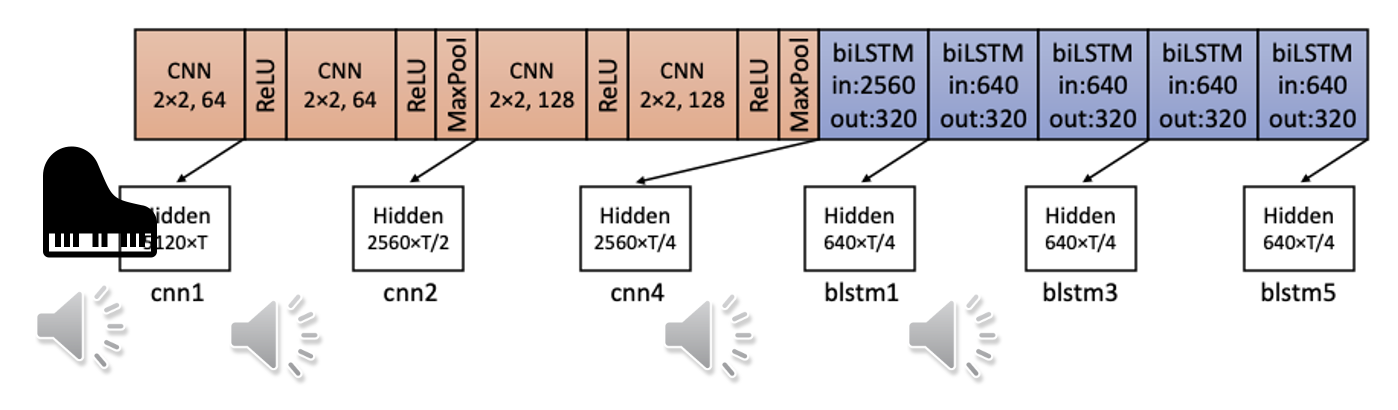 CNN
2×2, 64
ReLU
CNN
2×2, 64
ReLU
MaxPool
CNN
2×2, 128
ReLU
CNN
2×2, 128
ReLU
MaxPool
biLSTM
in:2560
out:320
biLSTM
in:640
out:320
biLSTM
in:640
out:320
biLSTM
in:640
out:320
biLSTM
in:640
out:320
Hidden
5120×T
cnn1
Hidden
2560×T/2
cnn2
Hidden
2560×T/4
cnn4
Hidden
640×T/4
blstm1
Hidden
640×T/4
blstm3
Hidden
640×T/4
blstm5